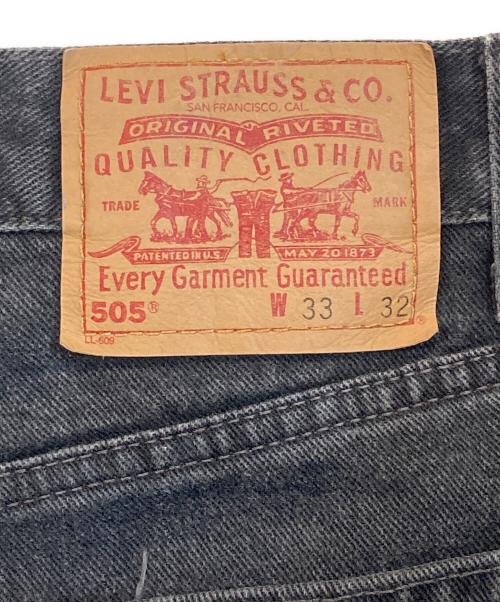 LEVI STRAUSS & CO.
SAN FRANCISCO, CAL.
ORIGINAL RIVETED
QUALITY CLOTHING
TRADE MARK
PATENTED IN U.S. MAY 20 1873
Every Garment Guaranteed
505® W 33 L 32
®
LL-609